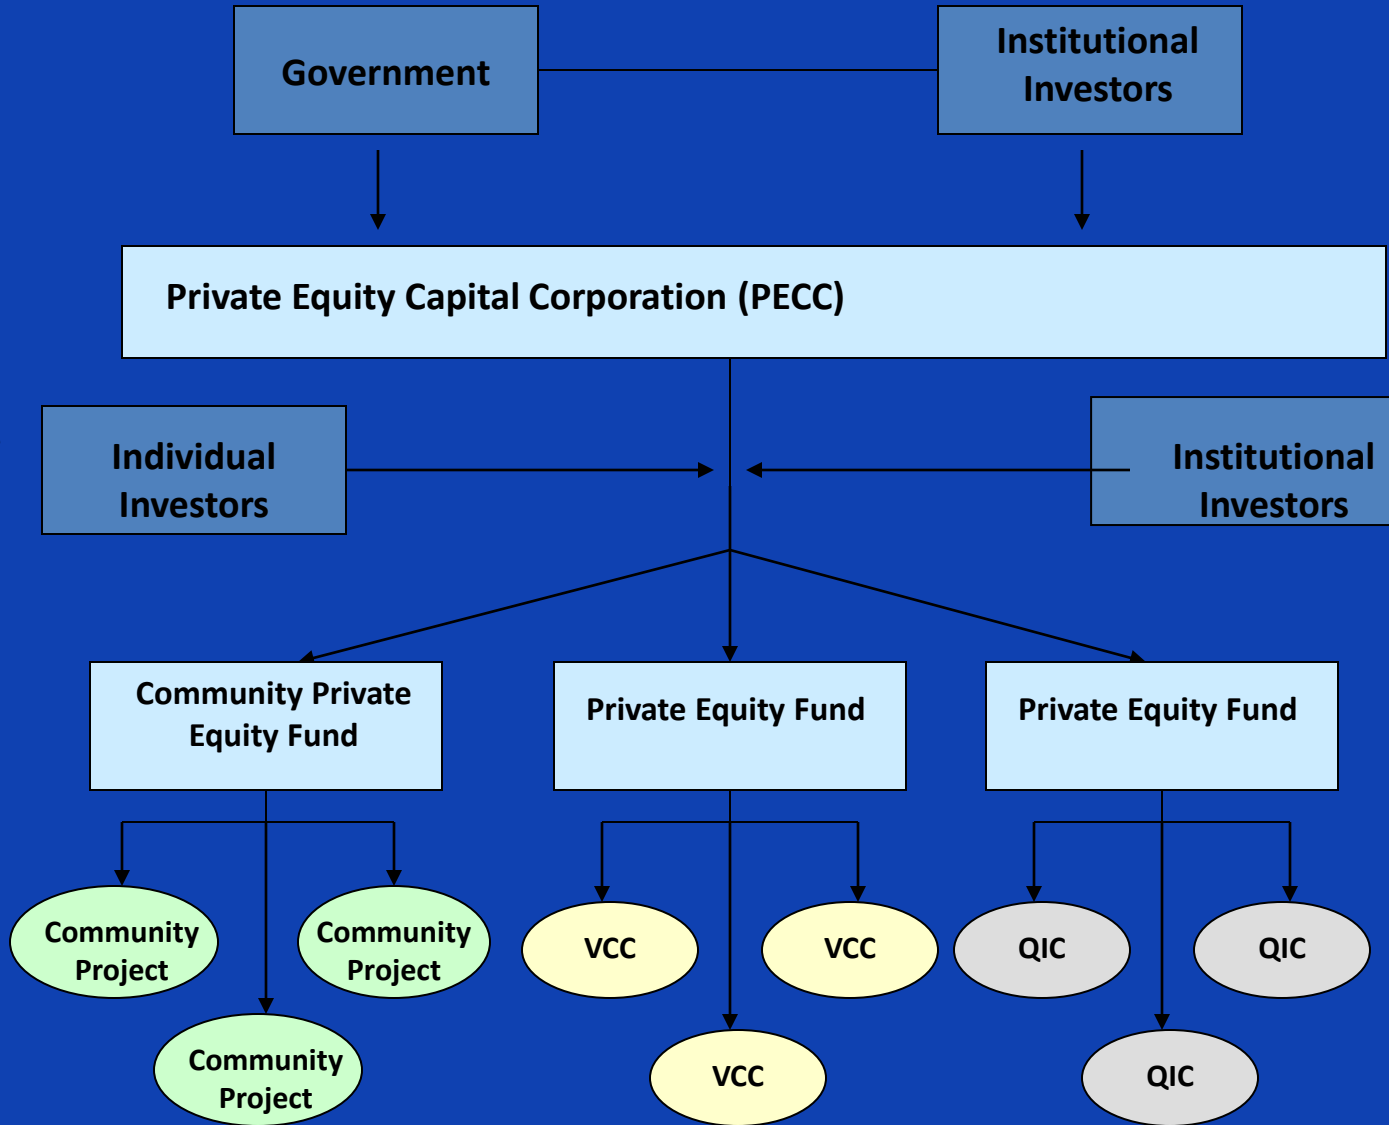 Government
Institutional
Investors
Private Equity Capital Corporation (PECC)
Individual
Investors
Institutional
Investors
Community Private
Equity Fund
Private Equity Fund
Private Equity Fund
Community
Project
Community
Project
VCC
VCC
QIC
QIC
Community
Project
VCC
QIC